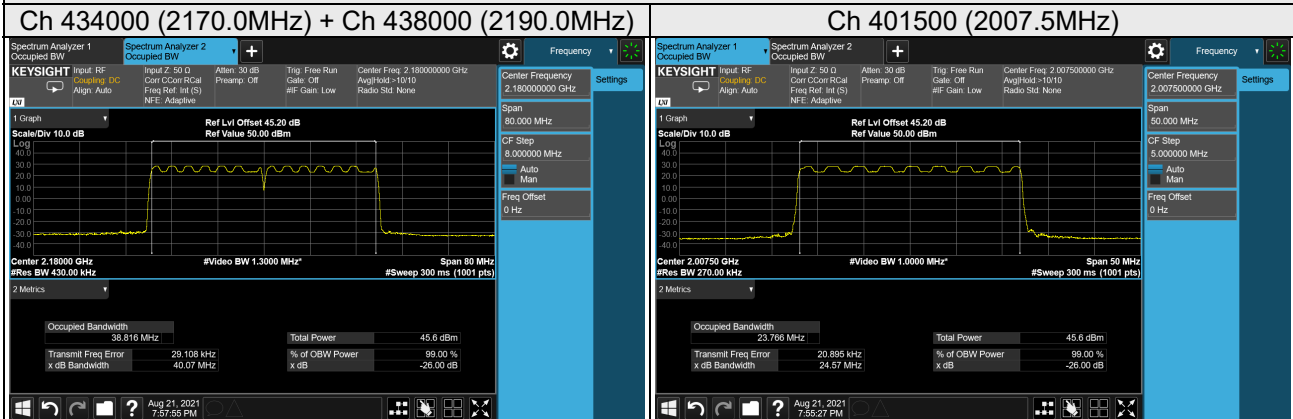 Ch 434000 (2170.0MHz) + Ch 438000 (2190.0MHz)
Spectrum Analyzer 1
Occupied BW
Spectrum Analyzer 2
Occupied BW
Frequency
KEYSIGHT
LXI
Input: RF
Coupling: DC
Align: Auto
Input Z: 50 Ω
Corr CCorr RCal
Freq Ref: Int (S)
NFE: Adaptive
Atten: 30 dB
Preamp: Off
Trig: Free Run
Gate: Off
#IF Gain: Low
Center Freq: 2.180000000 GHz
Avg|Hold:>10/10
Radio Std: None
Center Frequency
2.180000000 GHz
Settings
Span
80.000 MHz
CF Step
8.000000 MHz
Auto
Man
Freq Offset
0 Hz
1 Graph
Scale/Div 10.0 dB
Ref Lvl Offset 45.20 dB
Ref Value 50.00 dBm
Log
40.0
30.0
20.0
10.0
0.00
-10.0
-20.0
-30.0
-40.0
Center 2.18000 GHz
#Res BW 430.00 kHz
#Video BW 1.3000 MHz*
Span 80 MHz
#Sweep 300 ms (1001 pts)
2 Metrics
Occupied Bandwidth
38.816 MHz
Transmit Freq Error 29.108 kHz
x dB Bandwidth 40.07 MHz
Total Power 45.6 dBm
% of OBW Power 99.00 %
x dB -26.00 dB
?
Aug 21, 2021
7:57:55 PM
Ch 401500 (2007.5MHz)
Spectrum Analyzer 1
Occupied BW
Spectrum Analyzer 2
Occupied BW
Frequency
KEYSIGHT
LXI
Input: RF
Coupling: DC
Align: Auto
Input Z: 50 Ω
Corr CCorr RCal
Freq Ref: Int (S)
NFE: Adaptive
Atten: 30 dB
Preamp: Off
Trig: Free Run
Gate: Off
#IF Gain: Low
Center Freq: 2.007500000 GHz
Avg|Hold:>10/10
Radio Std: None
Center Frequency
2.007500000 GHz
Settings
Span
50.000 MHz
CF Step
5.000000 MHz
Auto
Man
Freq Offset
0 Hz
1 Graph
Scale/Div 10.0 dB
Ref Lvl Offset 45.20 dB
Ref Value 50.00 dBm
Log
40.0
30.0
20.0
10.0
0.00
-10.0
-20.0
-30.0
-40.0
Center 2.00750 GHz
#Res BW 270.00 kHz
#Video BW 1.0000 MHz*
Span 50 MHz
#Sweep 300 ms (1001 pts)
2 Metrics
Occupied Bandwidth
23.766 MHz
Transmit Freq Error 20.895 kHz
x dB Bandwidth 24.57 MHz
Total Power 45.6 dBm
% of OBW Power 99.00 %
x dB -26.00 dB
?
Aug 21, 2021
7:55:27 PM